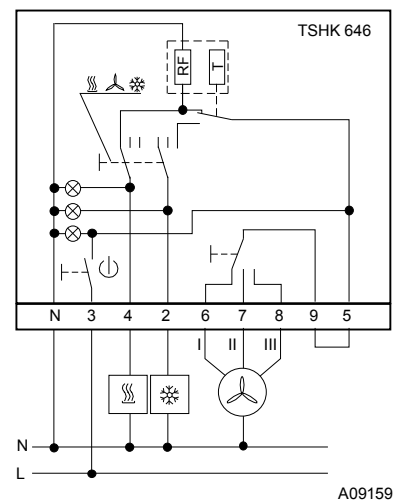 TSHK 646
RF
T
N 3 4 2 6 7 8 9 5
I II III
N
L
A09159